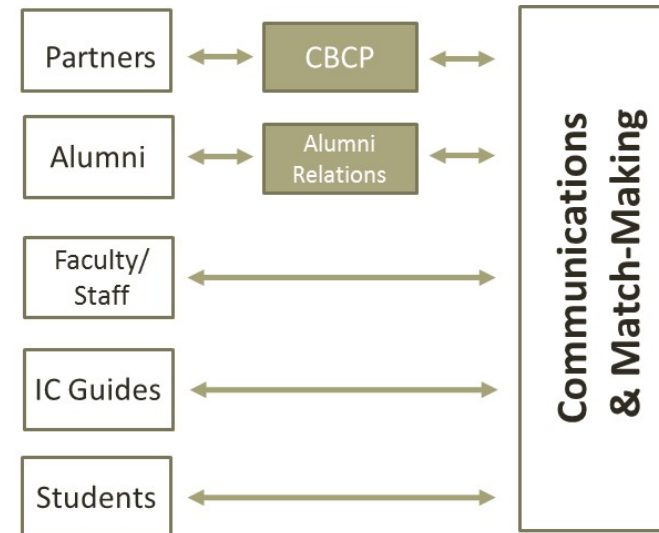 Partners
CBCP
Alumni
Alumni
Relations
Faculty/
Staff
IC Guides
Students
Communications
& Match-Making